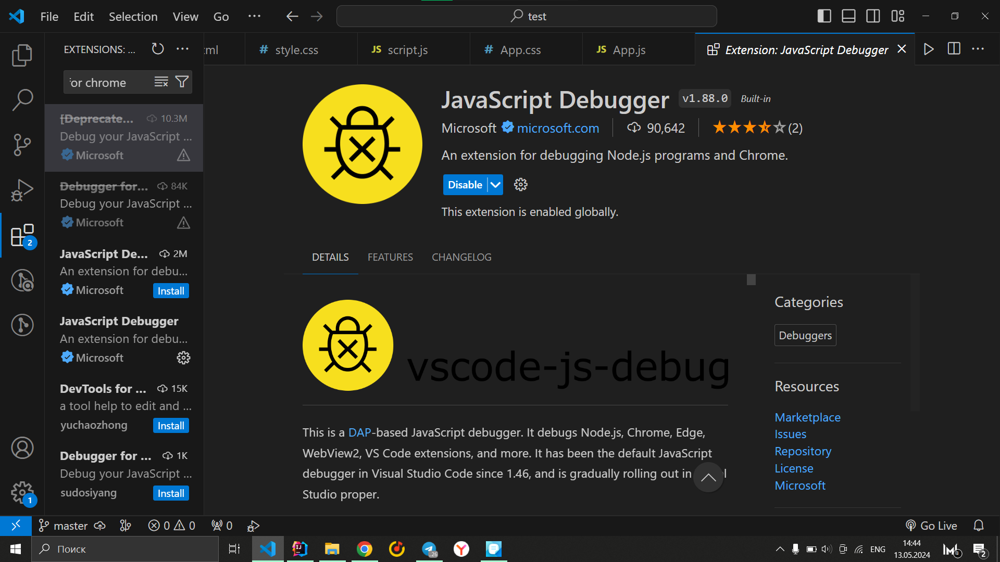 File Edit Selection View Go ··· test
EXTENSIONS: ... ···
or chrome
[Deprecate... 10.3M
Debug your JavaScript ...
Microsoft
Debugger for... 84K
Debug your JavaScript ...
Microsoft
JavaScript De... 2M
An extension for debu...
Microsoft Install
JavaScript Debugger
An extension for debu...
Microsoft
DevTools for ... 15K
a tool help to edit and ...
yuchaozhong Install
Debugger for ... 1K
Debug your JavaScript ...
sudosiyang Install
2
1
ml # style.css JS script.js # App.css JS App.js Extension: JavaScript Debugger ···
JavaScript Debugger v1.88.0 Built-in
Microsoft microsoft.com 90,642 (2)
An extension for debugging Node.js programs and Chrome.
Disable
This extension is enabled globally.
DETAILS FEATURES CHANGELOG
vscode-js-debug
This is a DAP-based JavaScript debugger. It debugs Node.js, Chrome, Edge,
WebView2, VS Code extensions, and more. It has been the default JavaScript
debugger in Visual Studio Code since 1.46, and is gradually rolling out in l
Studio proper.
Categories
Debuggers
Resources
Marketplace
Issues
Repository
License
Microsoft
master 0 0 0 Go Live
Поиск IJ ..26 Y ENG 14:44
13.05.2024 2